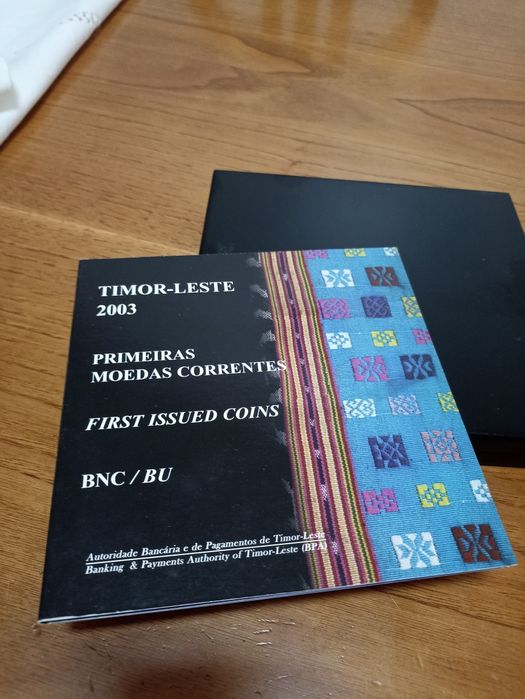 TIMOR-LESTE
2003
PRIMEIRAS
MOEDAS CORRENTES
FIRST ISSUED COINS
BNC / BU
Autoridade Bancária e de Pagamentos de Timor-Leste
Banking & Payments Authority of Timor-Leste (BPA)